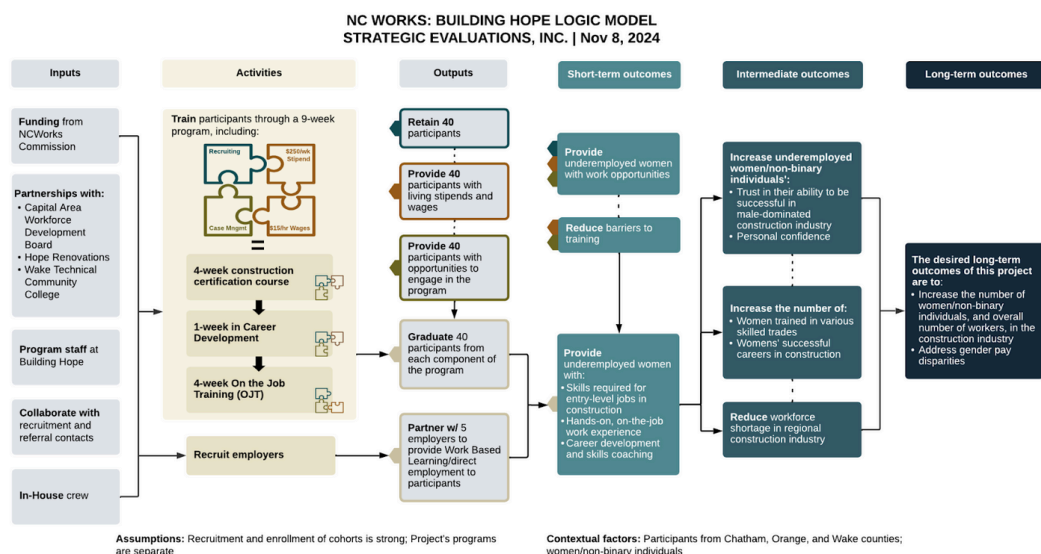 NC WORKS: BUILDING HOPE LOGIC MODEL
STRATEGIC EVALUATIONS, INC. | Nov 8, 2024
Inputs
Activities
Outputs
Short-term outcomes
Intermediate outcomes
Long-term outcomes
Funding from
NCWorks
Commission
Partnerships with:
• Capital Area
Workforce
Development
Board
• Hope Renovations
• Wake Technical
Community
College
Program staff at
Building Hope
Collaborate with
recruitment and
referral contacts
In-House crew
Train participants through a 9-week
program, including:
Recruiting
$250/wk
Stipend
Case Mngmt
$15/hr Wages
=
4-week construction
certification course
1-week in Career
Development
4-week On the Job
Training (OJT)
Recruit employers
Retain 40
participants
Provide 40
participants with
living stipends and
wages
Provide 40
participants with
opportunities to
engage in the
program
Graduate 40
participants from
each component of
the program
Partner w/ 5
employers to
provide Work Based
Learning/direct
employment to
participants
Provide
underemployed women
with work opportunities
Reduce barriers to
training
Provide
underemployed women
with:
• Skills required for
entry-level jobs in
construction
• Hands-on, on-the-job
work experience
• Career development
and skills coaching
Increase underemployed
women/non-binary
individuals':
• Trust in their ability to be
successful in
male-dominated
construction industry
• Personal confidence
Increase the number of:
• Women trained in various
skilled trades
• Womens' successful
careers in construction
Reduce workforce
shortage in regional
construction industry
The desired long-term
outcomes of this project
are to:
• Increase the number of
women/non-binary
individuals, and overall
number of workers, in the
construction industry
• Address gender pay
disparities
Assumptions: Recruitment and enrollment of cohorts is strong; Project's programs
are separate
Contextual factors: Participants from Chatham, Orange, and Wake counties;
women/non-binary individuals